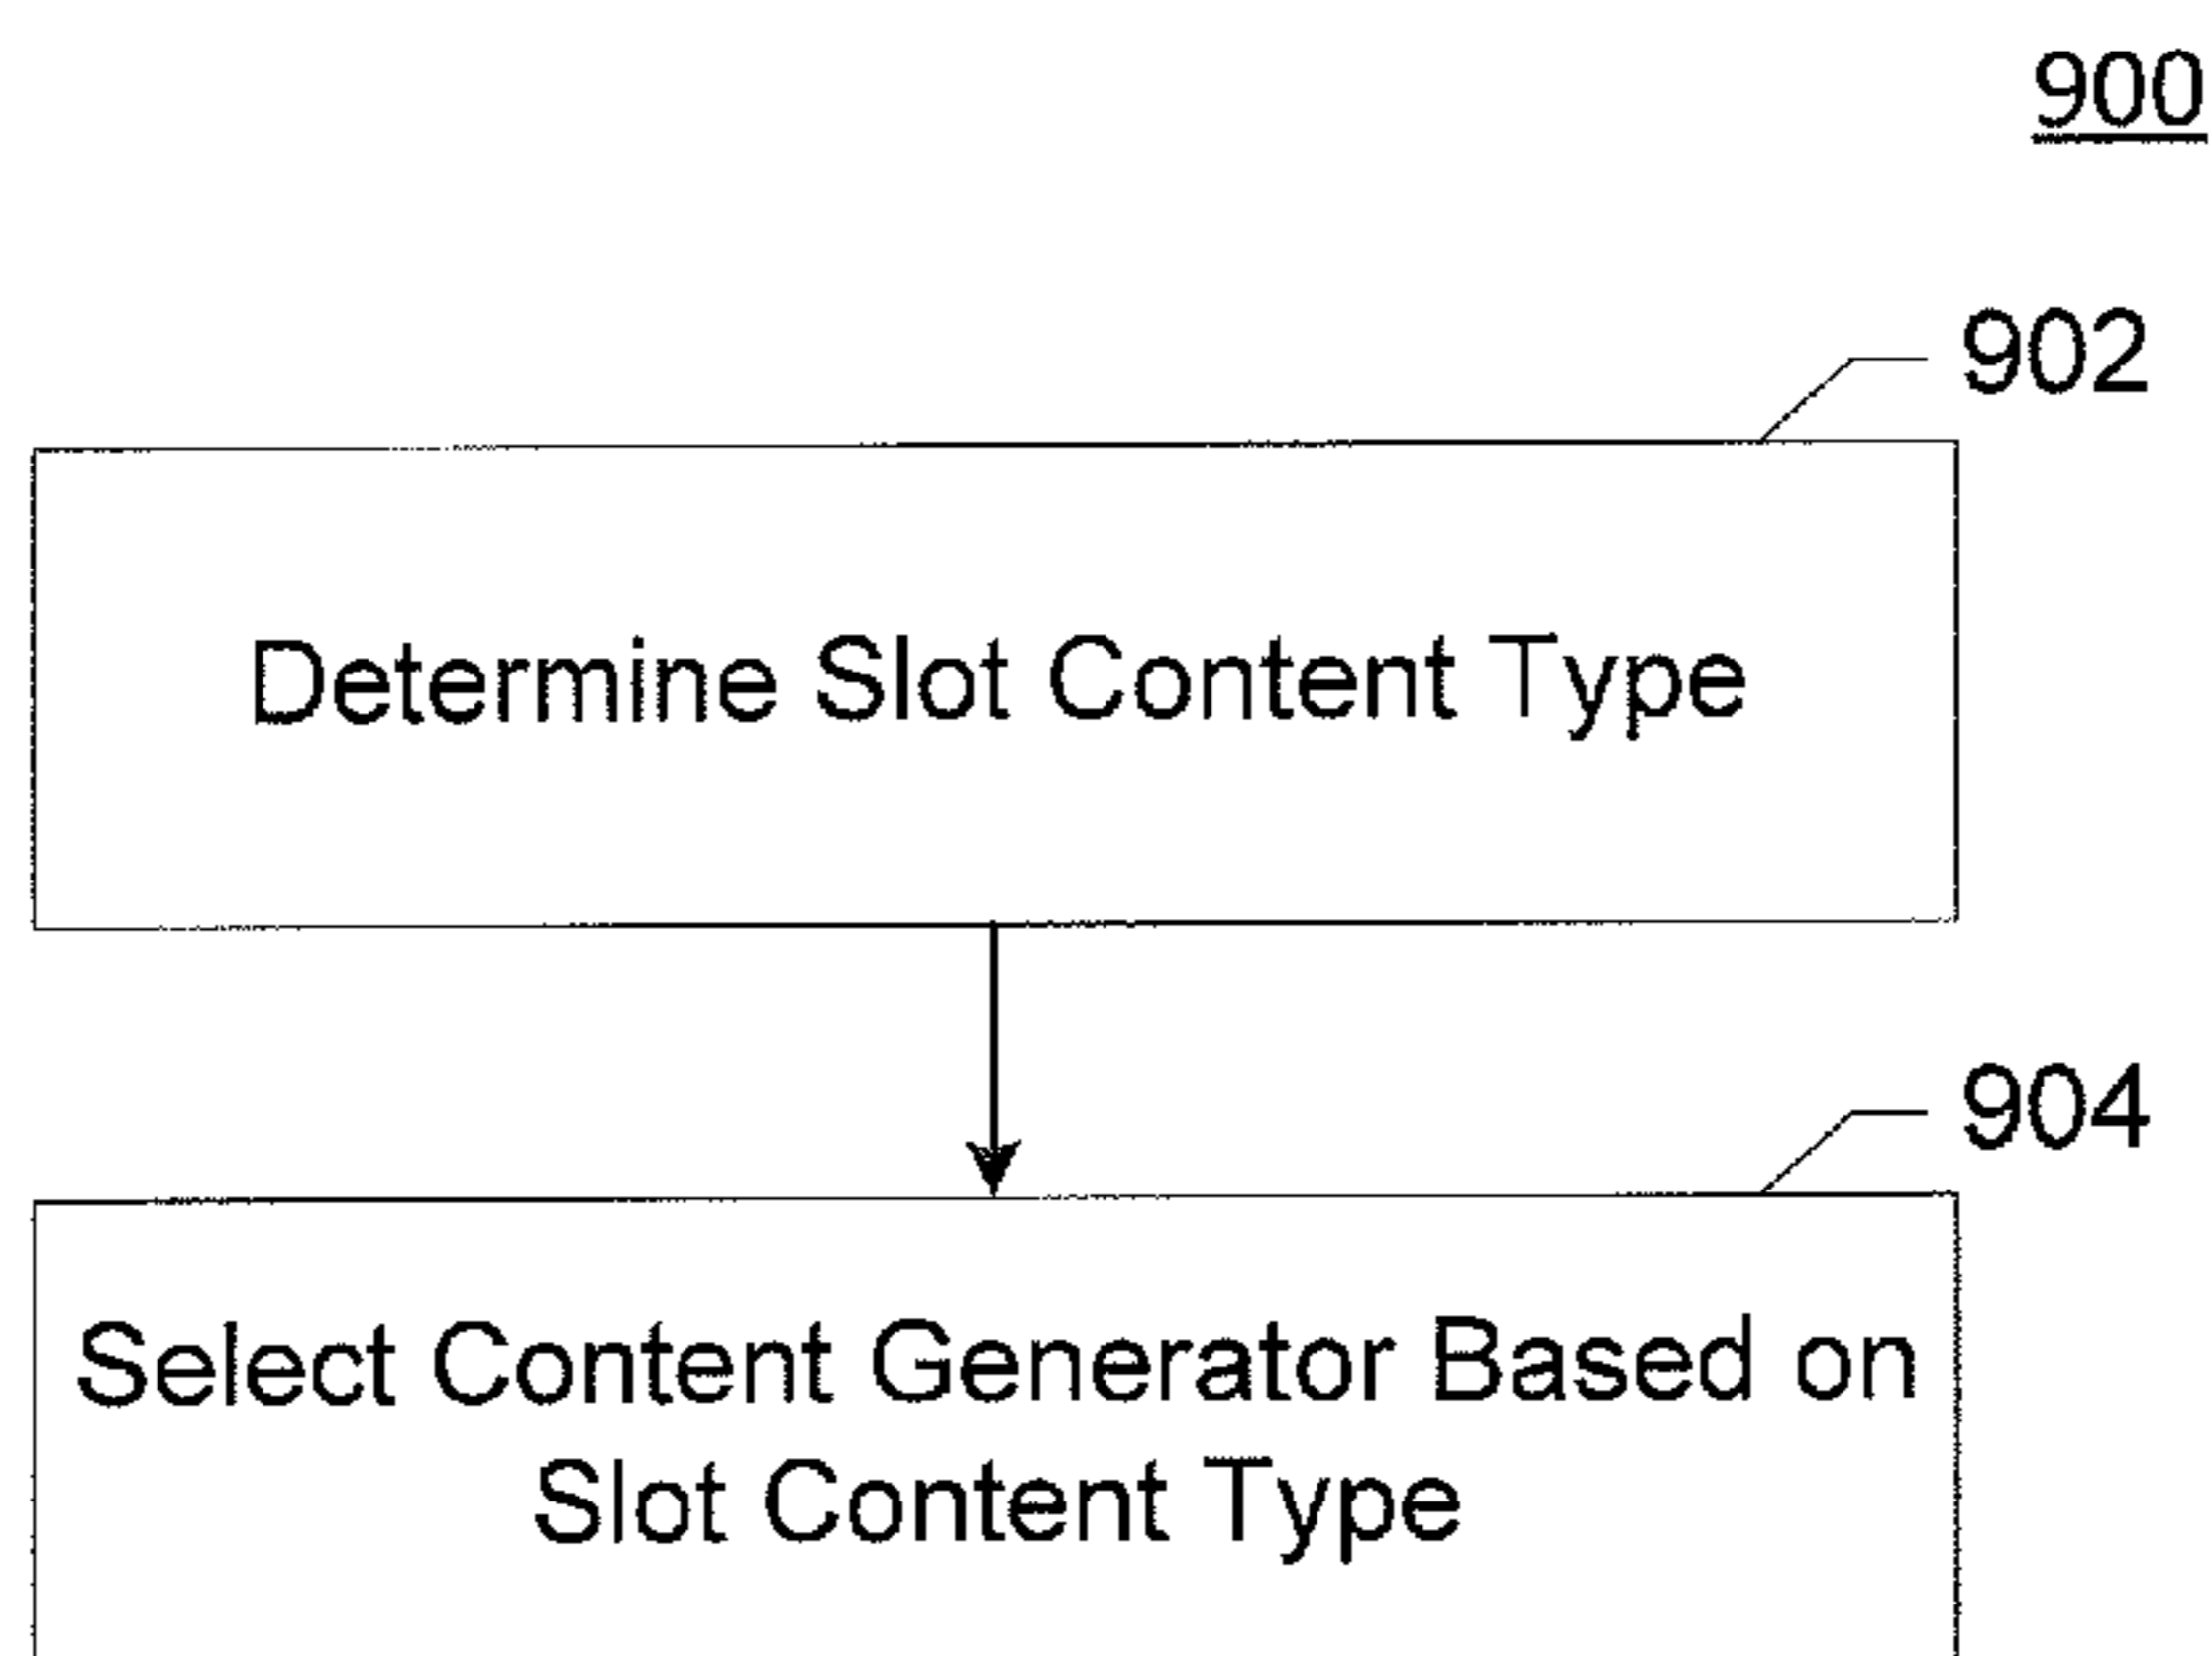 900
902
Determine Slot Content Type
904
Select Content Generator Based on
Slot Content Type